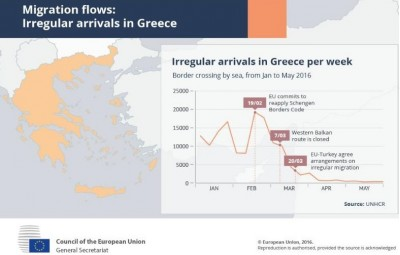 Migration flows:
Irregular arrivals in Greece
Irregular arrivals in Greece per week
Border crossing by sea, from Jan to May 2016
25000
20000
15000
10000
5000
0
19/02
EU commits to
reapply Schengen
Borders Code
7/03
Western Balkan
route is closed
20/03
EU-Turkey agree
arrangements on
irregular migration
JAN
FEB
MAR
APR
MAY
Source: UNHCR
Council of the European Union
General Secretariat
© European Union, 2016.
Reproduction is authorised, provided the source is acknowledged